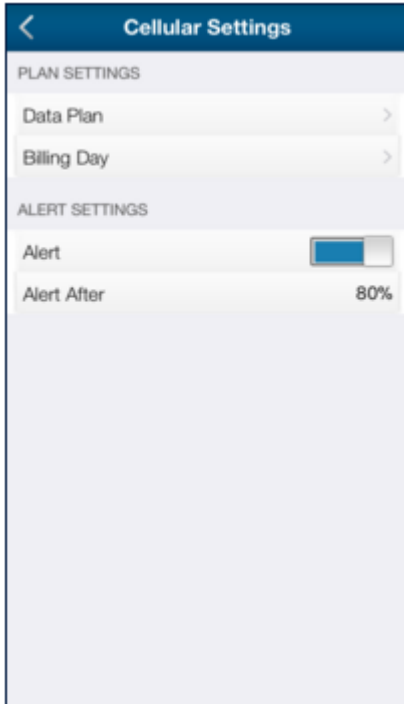 Cellular Settings
PLAN SETTINGS
Data Plan
Billing Day
ALERT SETTINGS
Alert
Alert After 80%